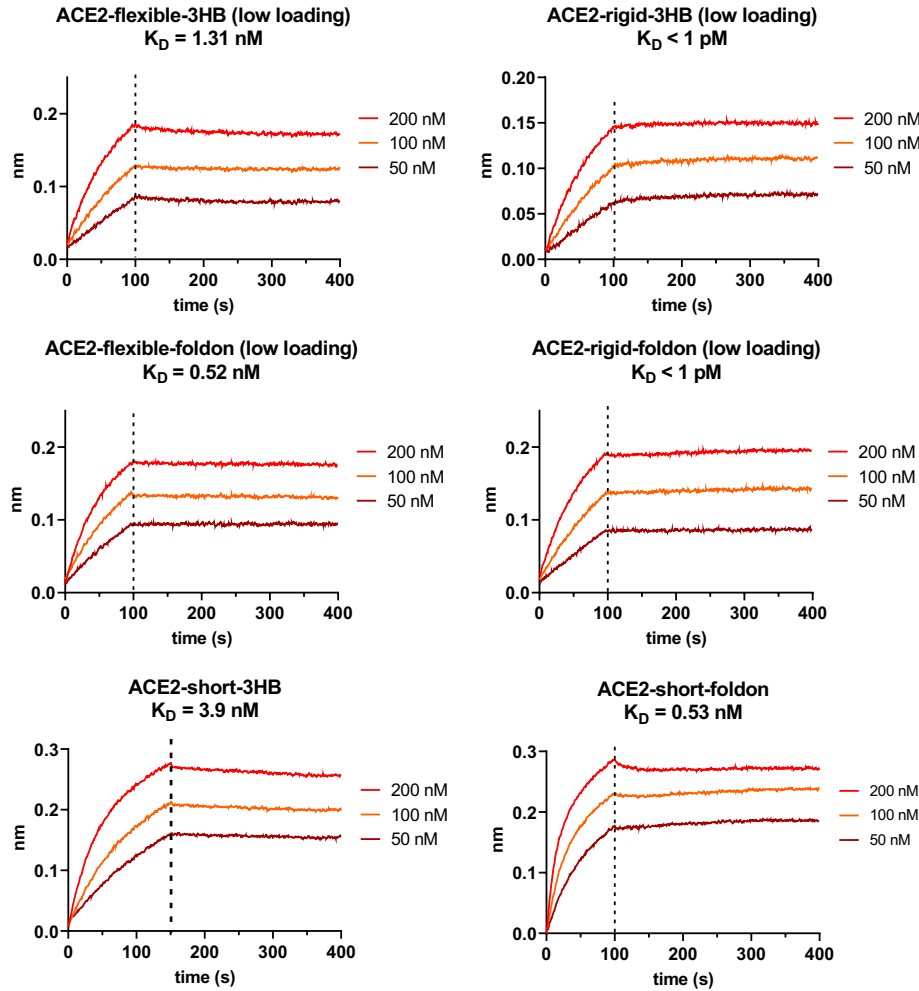 ACE2-flexible-3HB (low loading)
K_D = 1.31 nM
0.2
0.1
0.0
nm
0 100 200 300 400
time (s)
200 nM
100 nM
50 nM
ACE2-rigid-3HB (low loading)
K_D < 1 pM
0.15
0.10
0.05
0.00
nm
0 100 200 300 400
time (s)
200 nM
100 nM
50 nM
ACE2-flexible-foldon (low loading)
K_D = 0.52 nM
0.2
0.1
0.0
nm
0 100 200 300 400
time (s)
200 nM
100 nM
50 nM
ACE2-rigid-foldon (low loading)
K_D < 1 pM
0.2
0.1
0.0
nm
0 100 200 300 400
time (s)
200 nM
100 nM
50 nM
ACE2-short-3HB
K_D = 3.9 nM
0.3
0.2
0.1
0.0
nm
0 100 200 300 400
time (s)
200 nM
100 nM
50 nM
ACE2-short-foldon
K_D = 0.53 nM
0.3
0.2
0.1
0.0
nm
0 100 200 300 400
time (s)
200 nM
100 nM
50 nM